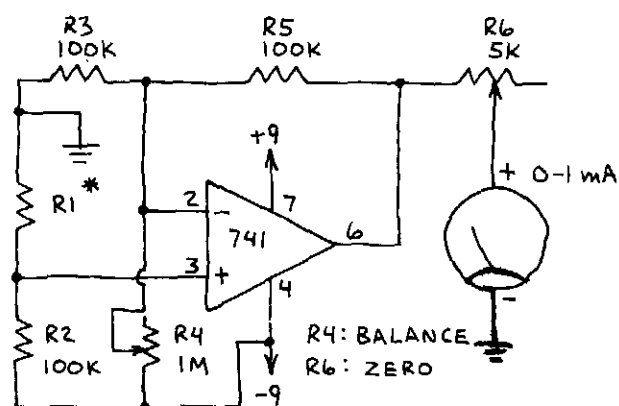 R3
100K
R5
100K
R6
5K
+9
+ 0-1 mA
R1 *
2 -
7
741
6
3 +
4
-
R2
100K
R4
1M
R4: BALANCE
R6: ZERO
-9